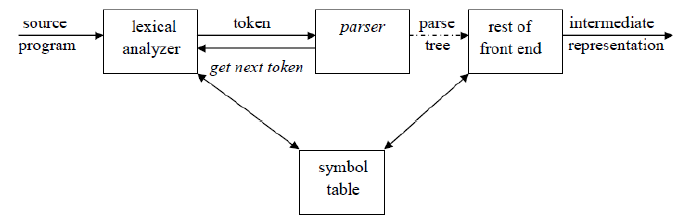 source
program
lexical
analyzer
token
get next token
parser
parse
tree
rest of
front end
intermediate
representation
symbol
table